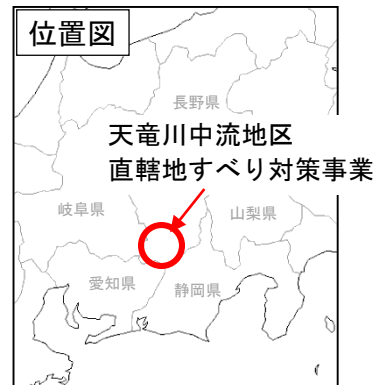 位置図
長野県
天竜川中流地区
直轄地すべり対策事業
岐阜県
山梨県
愛知県
静岡県